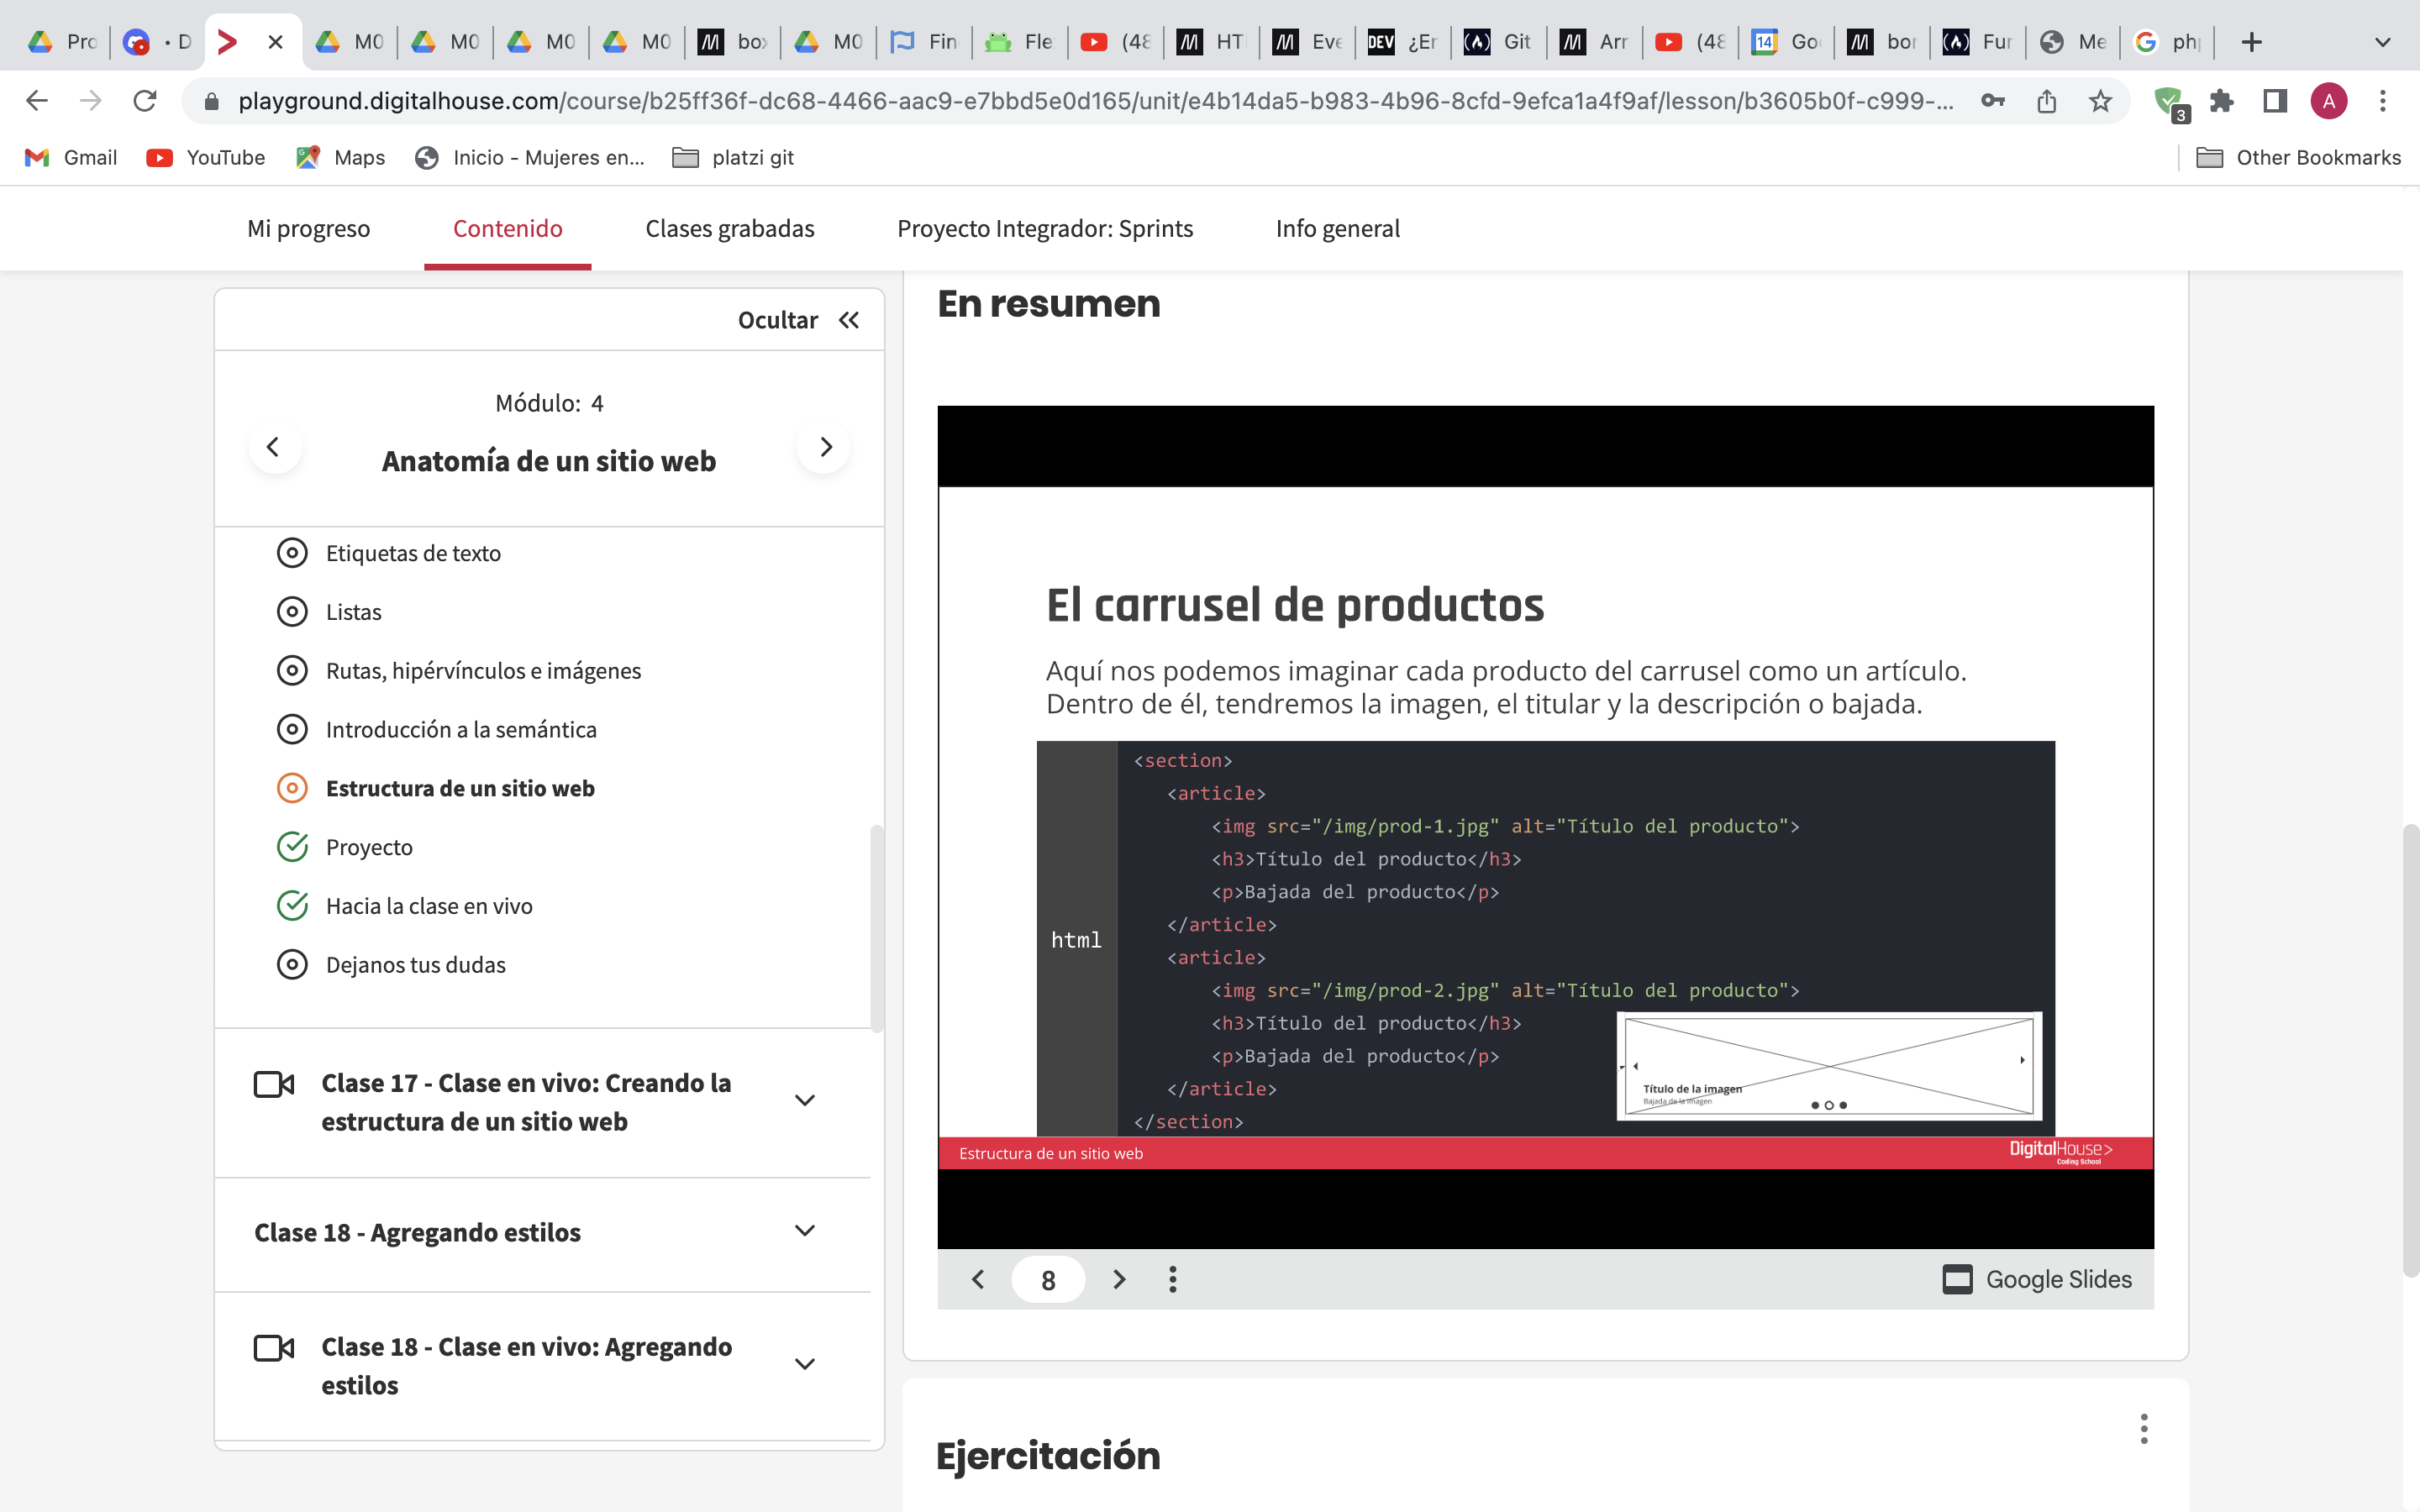 Pro
D
M0
M0
M0
M0
box
M0
Fin
Fle
(48
HT
Eve
DEV
¿Er
Git
Arr
(48
14
Go
bor
Fur
Me
php
playground.digitalhouse.com/course/b25ff36f-dc68-4466-aac9-e7bbd5e0d165/unit/e4b14da5-b983-4b96-8cfd-9efca1a4f9af/lesson/b3605b0f-c999-...
3
A
Gmail
YouTube
Maps
Inicio - Mujeres en...
platzi git
Other Bookmarks
Mi progreso
Contenido
Clases grabadas
Proyecto Integrador: Sprints
Info general
Ocultar
Módulo: 4
Anatomía de un sitio web
Etiquetas de texto
Listas
Rutas, hipérvínculos e imágenes
Introducción a la semántica
Estructura de un sitio web
Proyecto
Hacia la clase en vivo
Dejanos tus dudas
Clase 17 - Clase en vivo: Creando la
estructura de un sitio web
Clase 18 - Agregando estilos
Clase 18 - Clase en vivo: Agregando
estilos
En resumen
El carrusel de productos
Aquí nos podemos imaginar cada producto del carrusel como un artículo.
Dentro de él, tendremos la imagen, el titular y la descripción o bajada.
html
<section>
<article>
<img src="/img/prod-1.jpg" alt="Título del producto">
<h3>Título del producto</h3>
<p>Bajada del producto</p>
</article>
<article>
<img src="/img/prod-2.jpg" alt="Título del producto">
<h3>Título del producto</h3>
<p>Bajada del producto</p>
</article>
</section>
Título de la imagen
Bajada de la imagen
Estructura de un sitio web
DigitalHouse>
Coding School
8
Google Slides
Ejercitación